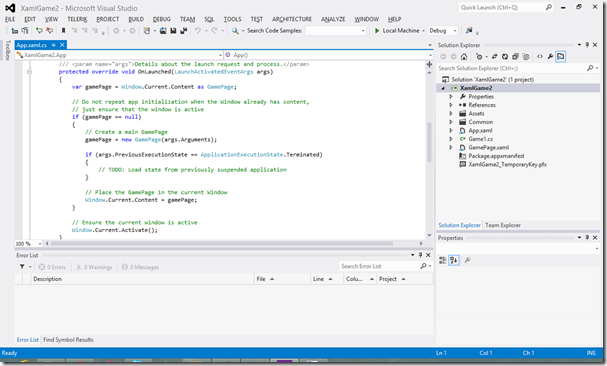 XamlGame2 - Microsoft Visual Studio
Quick Launch (Ctrl+Q)
FILE EDIT VIEW TELERIK PROJECT BUILD DEBUG TEAM SQL TOOLS TEST ARCHITECTURE ANALYZE WINDOW HELP
Search Code Samples:
Local Machine Debug
Toolbox
App.xaml.cs
XamlGame2.App
App()
/// <param name="args">Details about the launch request and process.</param>
protected override void OnLaunched(LaunchActivatedEventArgs args)
{
var gamePage = Window.Current.Content as GamePage;
// Do not repeat app initialization when the Window already has content,
// just ensure that the window is active
if (gamePage == null)
{
// Create a main GamePage
gamePage = new GamePage(args.Arguments);
if (args.PreviousExecutionState == ApplicationExecutionState.Terminated)
{
// TODO: Load state from previously suspended application
}
// Place the GamePage in the current Window
Window.Current.Content = gamePage;
}
// Ensure the current window is active
Window.Current.Activate();
}
100 %
Error List
0 Errors
0 Warnings
0 Messages
Search Error List
Description File Line Colu... Project
Error List Find Symbol Results
Solution Explorer
Search Solution Explorer (Ctrl+;)
Solution 'XamlGame2' (1 project)
XamlGame2
Properties
References
Assets
Common
App.xaml
Game1.cs
GamePage.xaml
Package.appxmanifest
XamlGame2_TemporaryKey.pfx
Solution Explorer Team Explorer
Properties
Ready
Ln 1 Col 1 Ch 1 INS